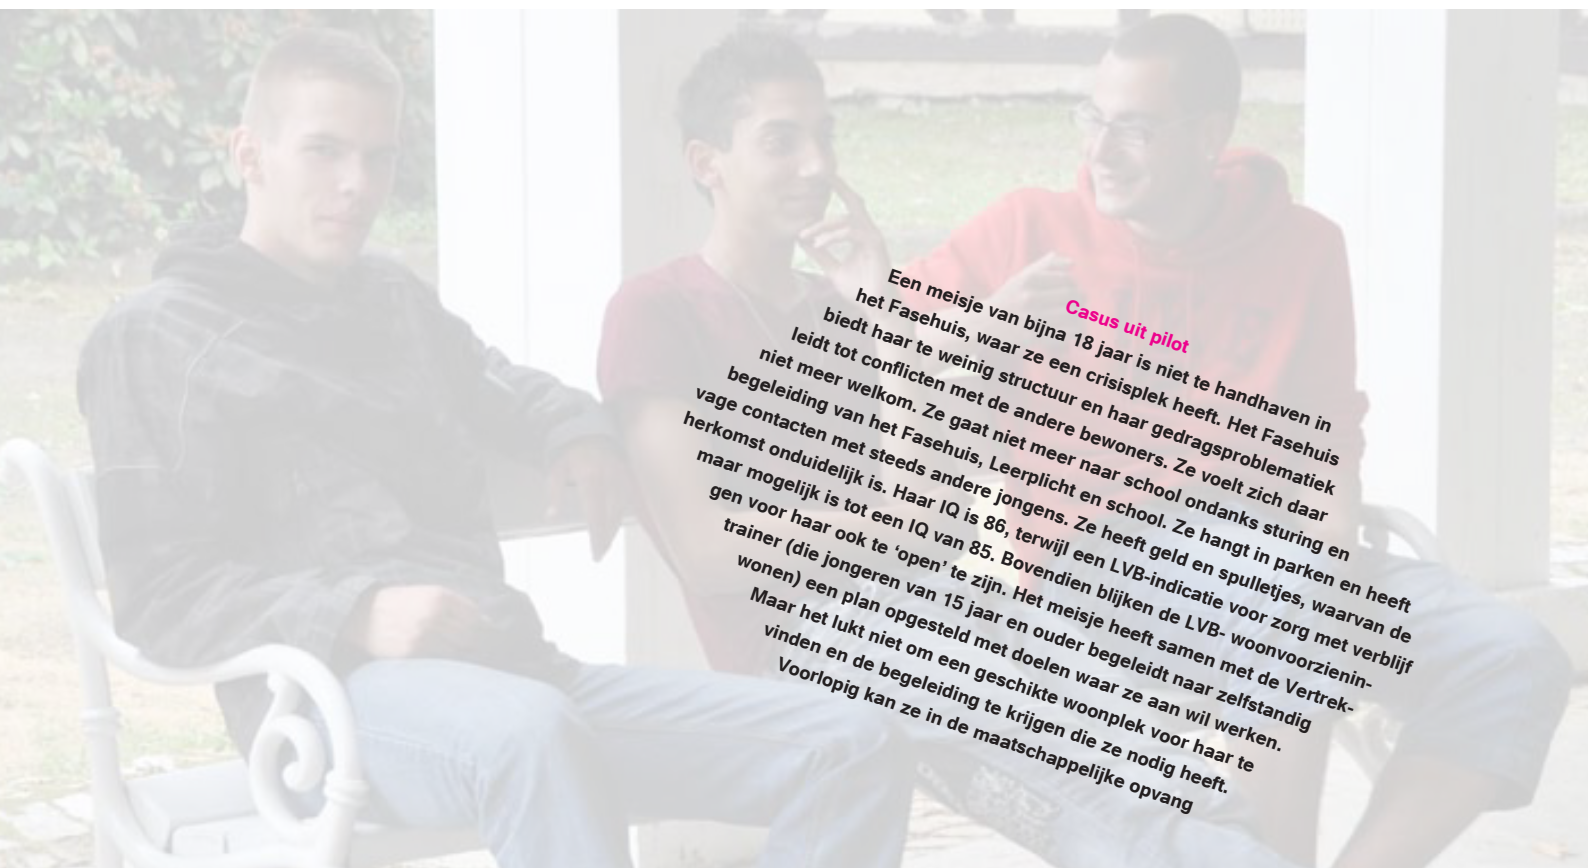 Casus uit pilot
Een meisje van bijna 18 jaar is niet te handhaven in
het Fasehuis, waar ze een crisisplek heeft. Het Fasehuis
biedt haar te weinig structuur en haar gedragsproblematiek
leidt tot conflicten met de andere bewoners. Ze voelt zich daar
niet meer welkom. Ze gaat niet meer naar school ondanks sturing en
begeleiding van het Fasehuis, Leerplicht en school. Ze hangt in parken en heeft
vage contacten met steeds andere jongens. Ze heeft geld en spulletjes, waarvan de
herkomst onduidelijk is. Haar IQ is 86, terwijl een LVB-indicatie voor zorg met verblijf
maar mogelijk is tot een IQ van 85. Bovendien blijken de LVB- woonvoorzienin-
gen voor haar ook te ‘open’ te zijn. Het meisje heeft samen met de Vertrek-
trainer (die jongeren van 15 jaar en ouder begeleidt naar zelfstandig
wonen) een plan opgesteld met doelen waar ze aan wil werken.
Maar het lukt niet om een geschikte woonplek voor haar te
vinden en de begeleiding te krijgen die ze nodig heeft.
Voorlopig kan ze in de maatschappelijke opvang